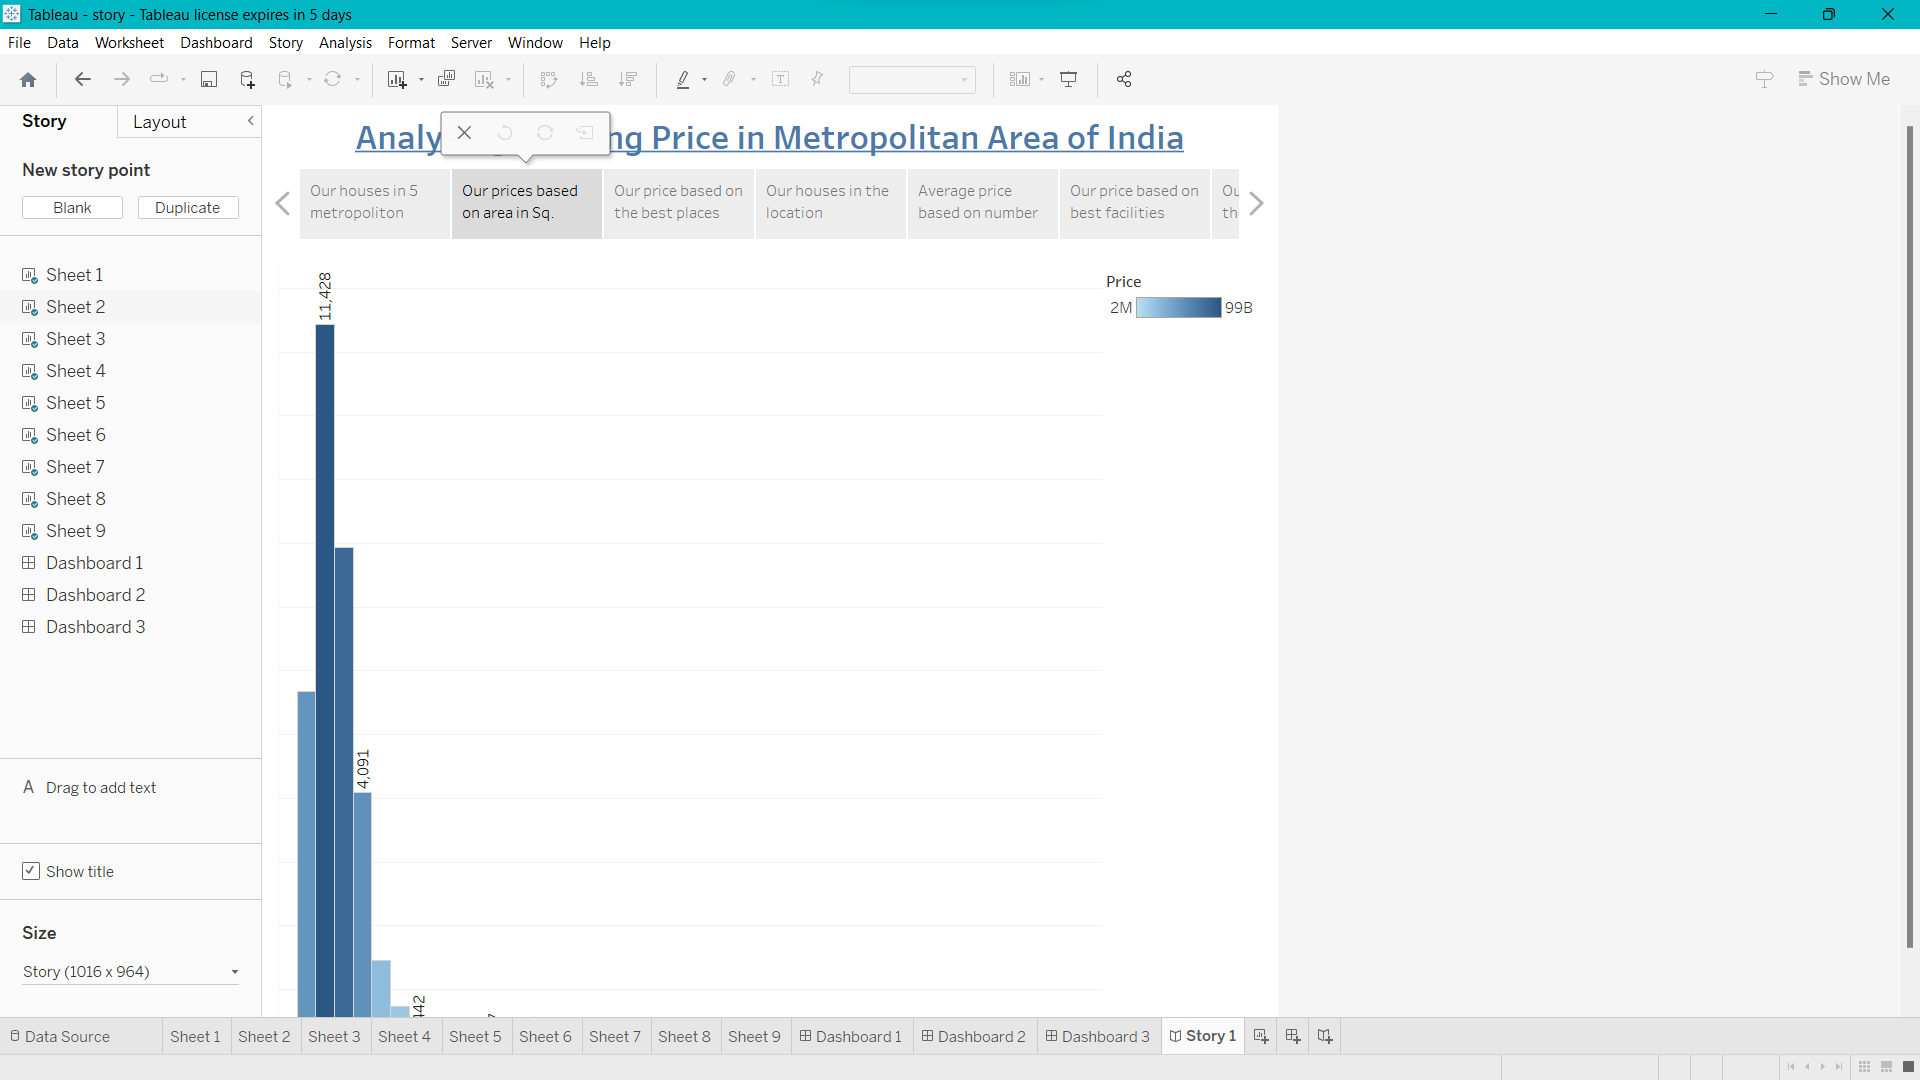 Tableau - story - Tableau license expires in 5 days
File Data Worksheet Dashboard Story Analysis Format Server Window Help
Show Me
Story Layout
New story point
Blank Duplicate
Sheet 1
Sheet 2
Sheet 3
Sheet 4
Sheet 5
Sheet 6
Sheet 7
Sheet 8
Sheet 9
Dashboard 1
Dashboard 2
Dashboard 3
A Drag to add text
Show title
Size
Story (1016 x 964)
Price in Metropolitan Area of India
Our houses in 5
metropoliton
Our prices based
on area in Sq.
Our price based on
the best places
Our houses in the
location
Average price
based on number
Our price based on
best facilities
11,428
4,091
442
Price
2M 99B
Data Source Sheet 1 Sheet 2 Sheet 3 Sheet 4 Sheet 5 Sheet 6 Sheet 7 Sheet 8 Sheet 9 Dashboard 1 Dashboard 2 Dashboard 3 Story 1